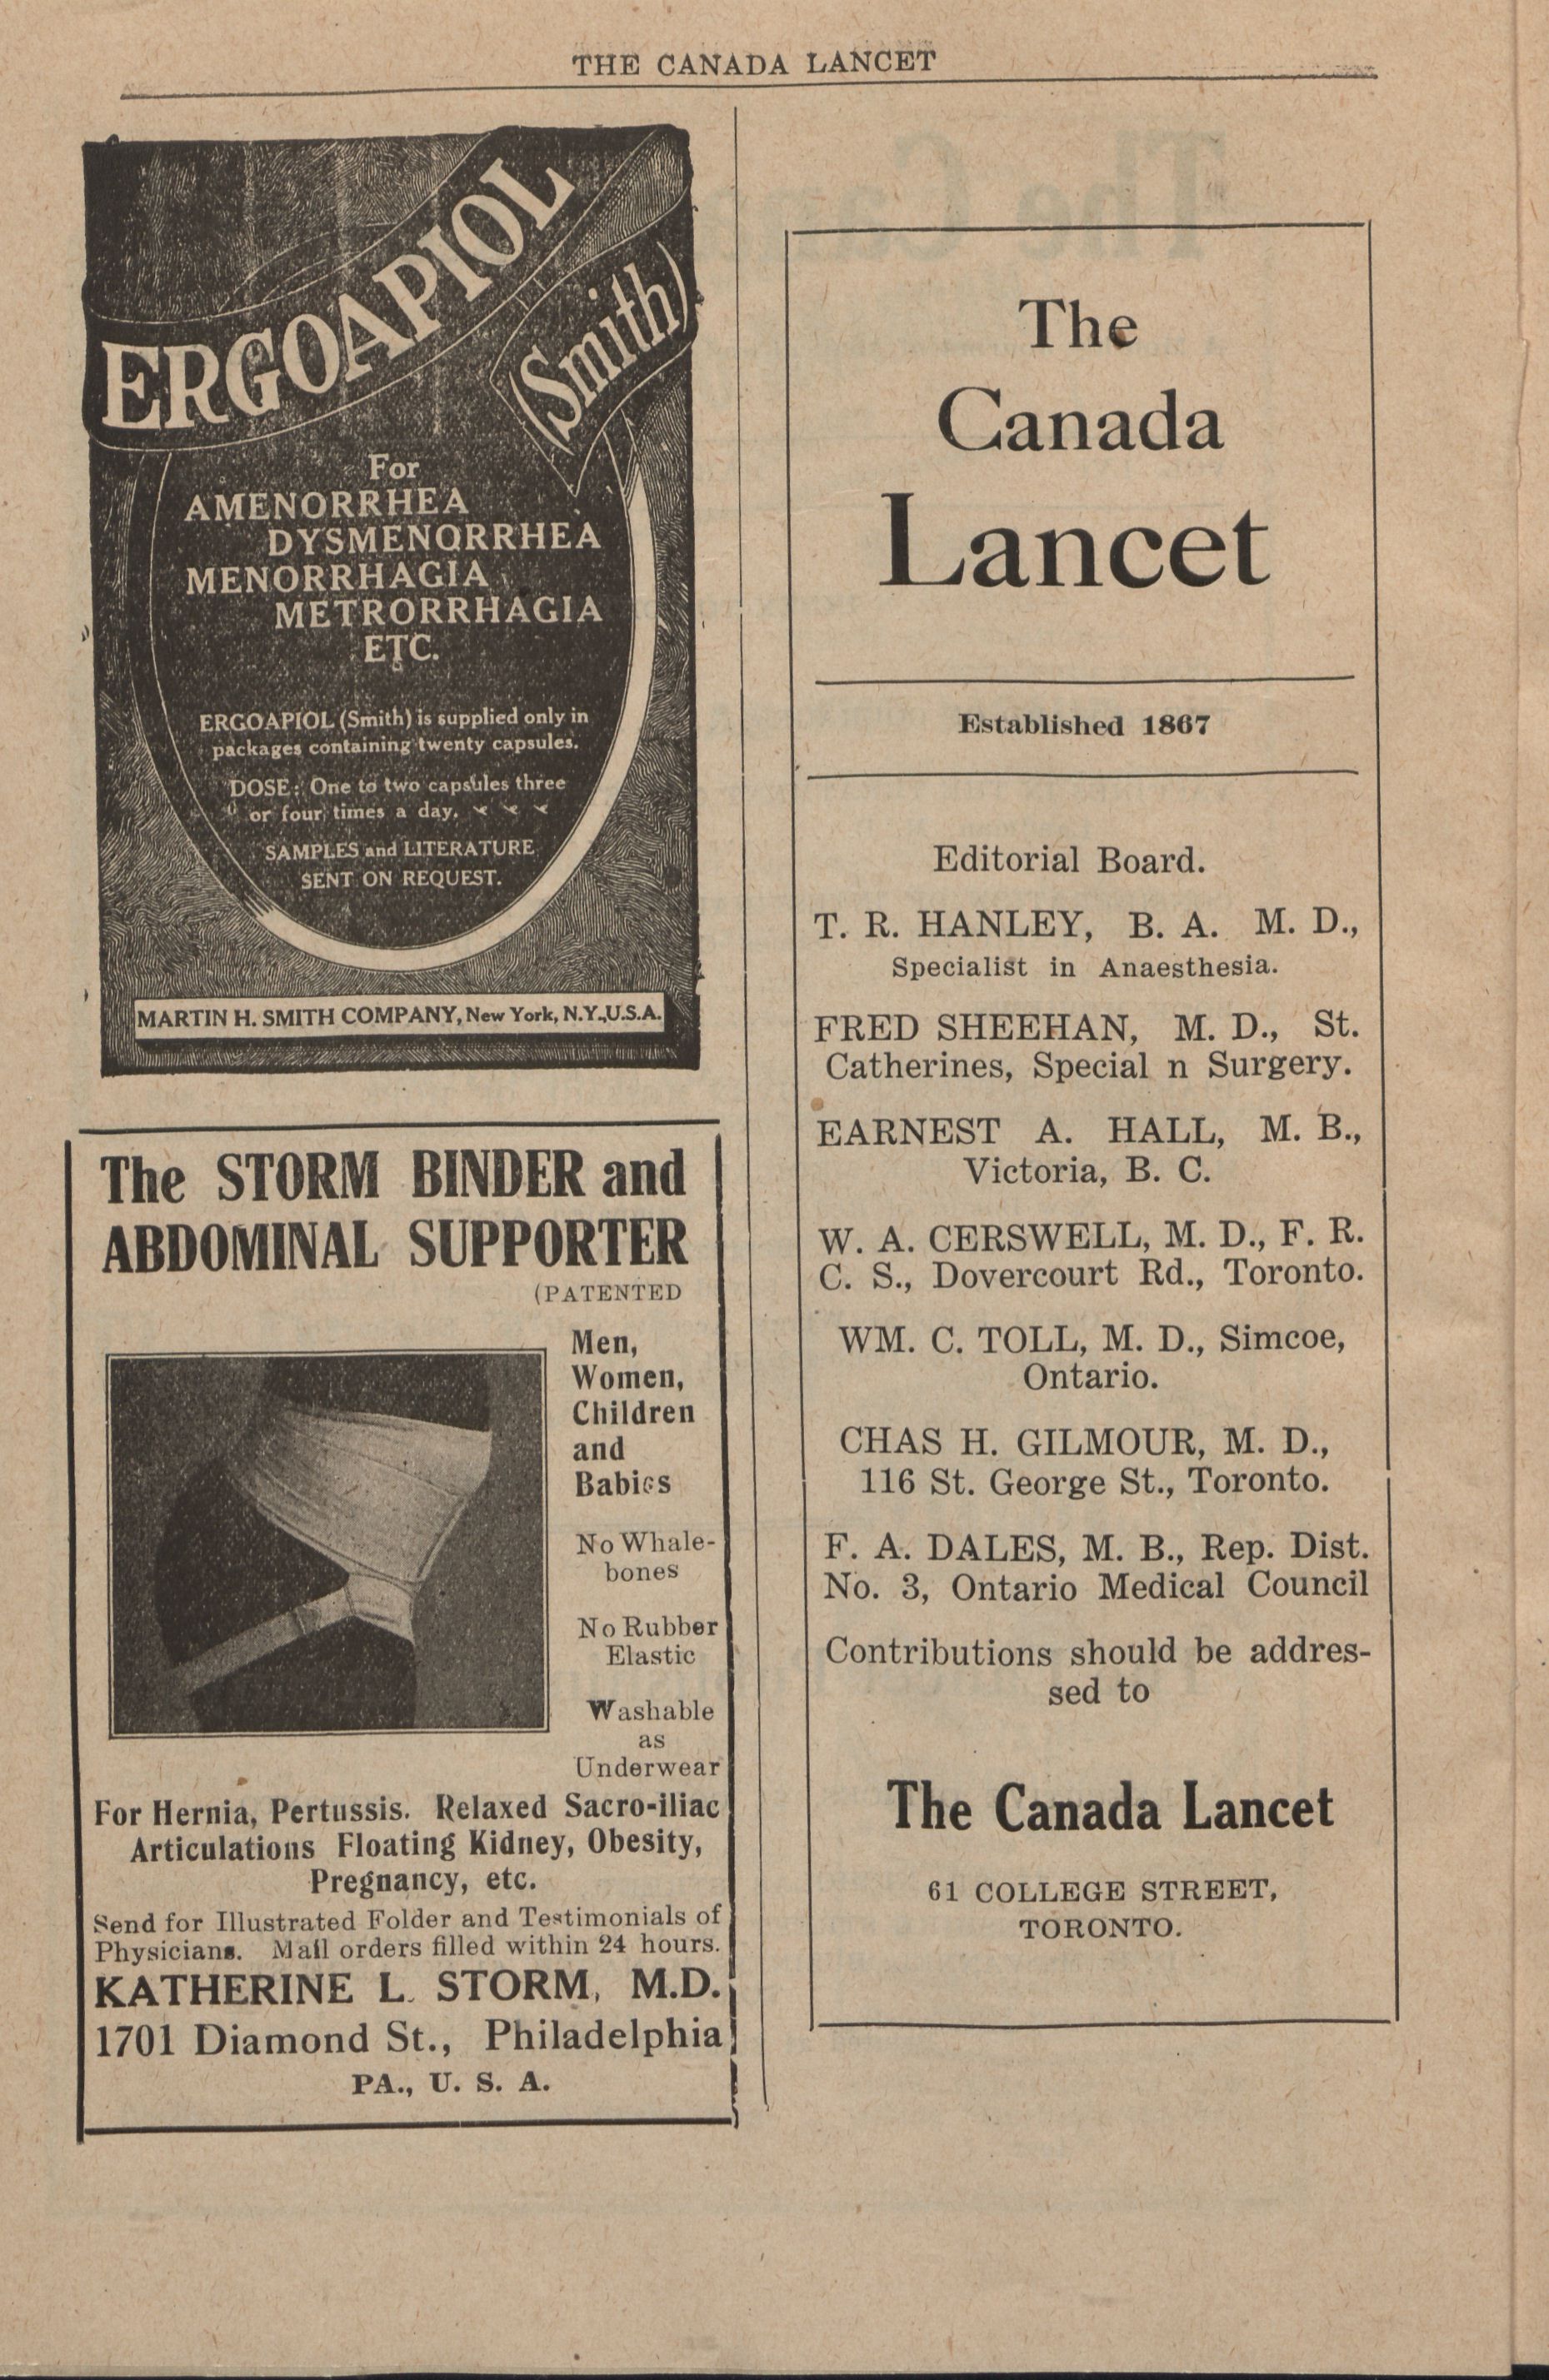 THE CANADA LANCET
ERGOAPIOL
(Smith)
For
AMENORRHEA
DYSMENORRHEA
MENORRHAGIA
METRORRHAGIA
ETC.
ERGOAPIOL (Smith) is supplied only in
packages containing twenty capsules.
DOSE: One to two capsules three
or four times a day.
SAMPLES and LITERATURE
SENT ON REQUEST.
MARTIN H. SMITH COMPANY, New York, N.Y., U.S.A.
The STORM BINDER and
ABDOMINAL SUPPORTER
(PATENTED
Men,
Women,
Children
and
Babies
No Whale-
bones
No Rubber
Elastic
Washable
as
Underwear
For Hernia, Pertussis. Relaxed Sacro-iliac
Articulations Floating Kidney, Obesity,
Pregnancy, etc.
Send for Illustrated Folder and Testimonials of
Physicians. Mail orders filled within 24 hours.
KATHERINE L. STORM, M.D.
1701 Diamond St., Philadelphia
PA., U. S. A.
The
Canada
Lancet
Established 1867
Editorial Board.
T. R. HANLEY, B. A. M. D.,
Specialist in Anaesthesia.
FRED SHEEHAN, M. D., St.
Catherines, Special n Surgery.
EARNEST A. HALL, M. B.,
Victoria, B. C.
W. A. CERSWELL, M. D., F. R.
C. S., Dovercourt Rd., Toronto.
WM. C. TOLL, M. D., Simcoe,
Ontario.
CHAS H. GILMOUR, M. D.,
116 St. George St., Toronto.
F. A. DALES, M. B., Rep. Dist.
No. 3, Ontario Medical Council
Contributions should be addres-
sed to
The Canada Lancet
61 COLLEGE STREET,
TORONTO.